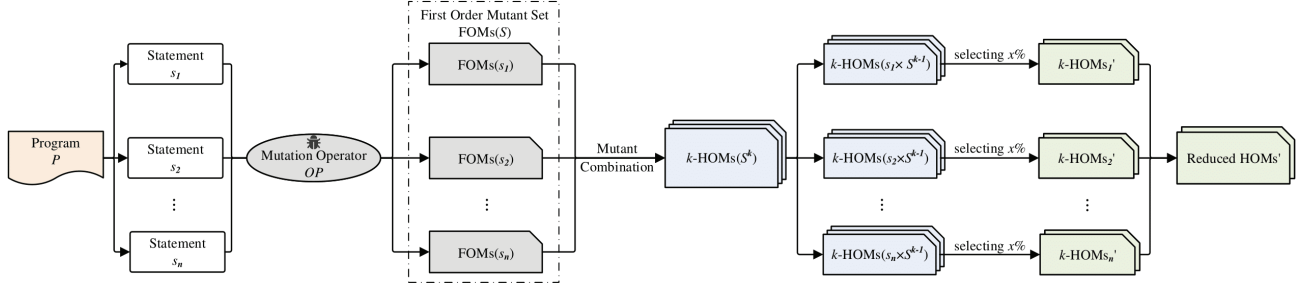 Program
P
Statement
s1
Statement
s2
⋮
Statement
sn
Mutation Operator
OP
First Order Mutant Set
FOMs(S)
FOMs(s1)
FOMs(s2)
⋮
FOMs(sn)
Mutant
Combination
k-HOMs(S^k)
k-HOMs(s1× S^k-1)
k-HOMs(s2×S^k-1)
⋮
k-HOMs(sn×S^k-1)
selecting x%
selecting x%
selecting x%
k-HOMs1'
k-HOMs2'
⋮
k-HOMsn'
Reduced HOMs'